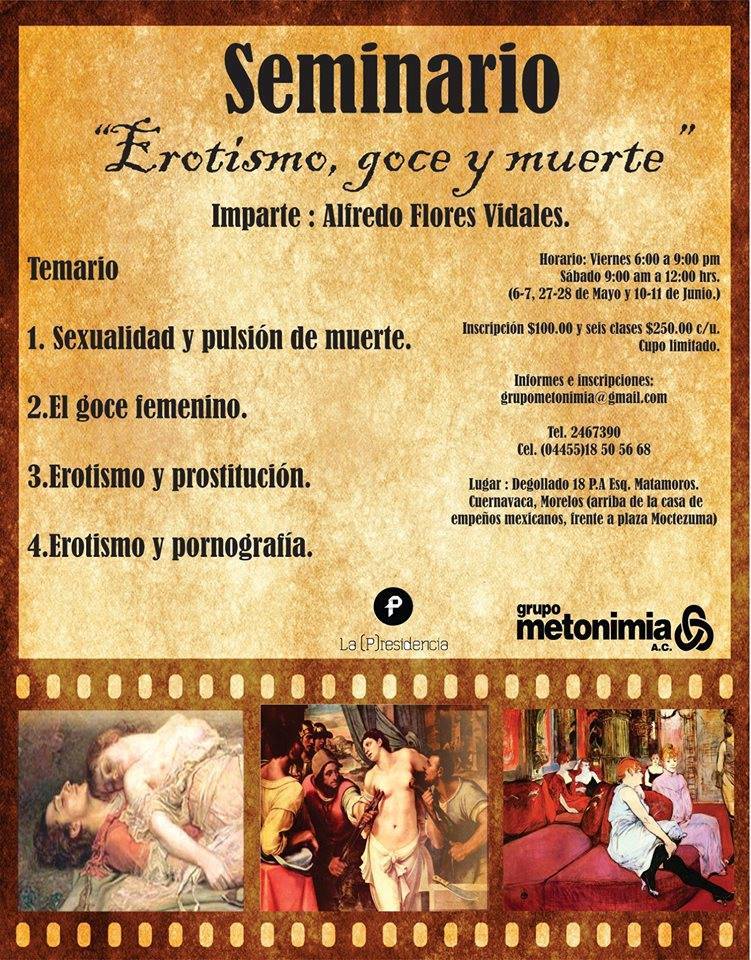 Seminario
"Erotismo, goce y muerte"
Imparte : Alfredo Flores Vidales.
Temario
1. Sexualidad y pulsión de muerte.
2.El goce femenino.
3.Erotismo y prostitución.
4.Erotismo y pornografía.
Horario: Viernes 6:00 a 9:00 pm
Sábado 9:00 am a 12:00 hrs.
(6-7, 27-28 de Mayo y 10-11 de Junio.)
Inscripción $100.00 y seis clases $250.00 c/u.
Cupo limitado.
Informes e inscripciones:
grupometonimia@gmail.com
Tel. 2467390
Cel. (04455)18 50 56 68
Lugar : Degollado 18 P.A Esq. Matamoros.
Cuernavaca, Morelos (arriba de la casa de
empeños mexicanos, frente a plaza Moctezuma)
P
La (P)residencia
grupo
metonimia
A.C.